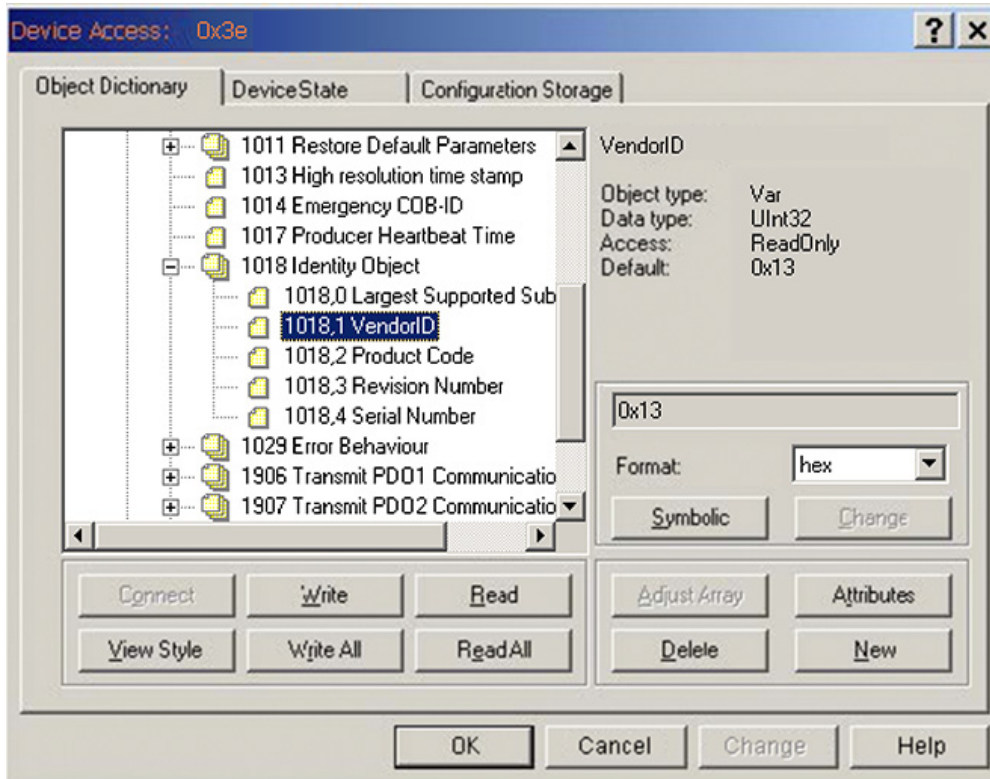 Device Access: 0x3e
Object Dictionary
DeviceState
Configuration Storage
1011 Restore Default Parameters
1013 High resolution time stamp
1014 Emergency COB-ID
1017 Producer Heartbeat Time
1018 Identity Object
1018,0 Largest Supported Sub
1018,1 VendorID
1018,2 Product Code
1018,3 Revision Number
1018,4 Serial Number
1029 Error Behaviour
1906 Transmit PDO1 Communicatio
1907 Transmit PDO2 Communicatio
VendorID
Object type: Var
Data type: UInt32
Access: ReadOnly
Default: 0x13
0x13
Format: hex
Symbolic
Change
Connect
Write
Read
View Style
Write All
Read All
Adjust Array
Attributes
Delele
New
OK
Cancel
Change
Help